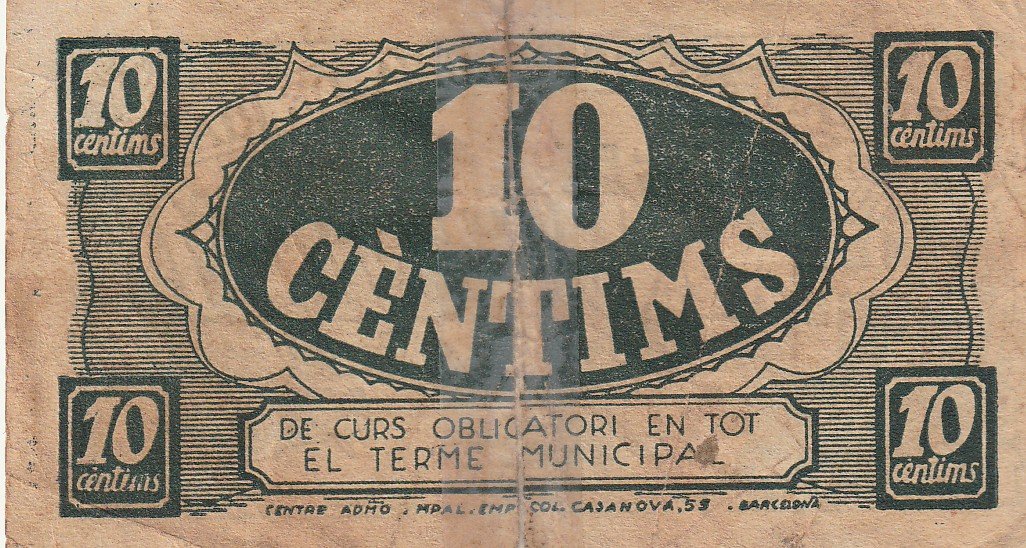 10
cèntims
10
cèntims
10
CÈNTIMS
DE CURS OBLIGATORI EN TOT
EL TERME MUNICIPAL
10
cèntims
10
cèntims
CENTRE ADMÓ. MPAL. EMP. COL. CASANOVA, 55 . BARCELONA